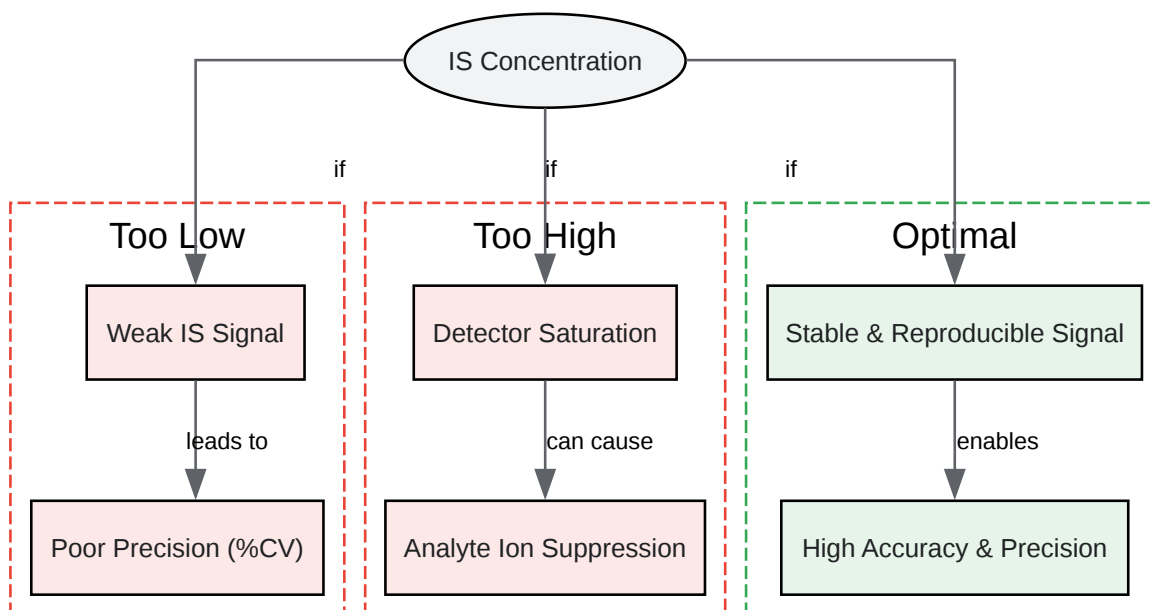 IS Concentration
if
if
if
Too Low
Too High
Optimal
Weak IS Signal
Detector Saturation
Stable & Reproducible Signal
leads to
can cause
enables
Poor Precision (%CV)
Analyte Ion Suppression
High Accuracy & Precision